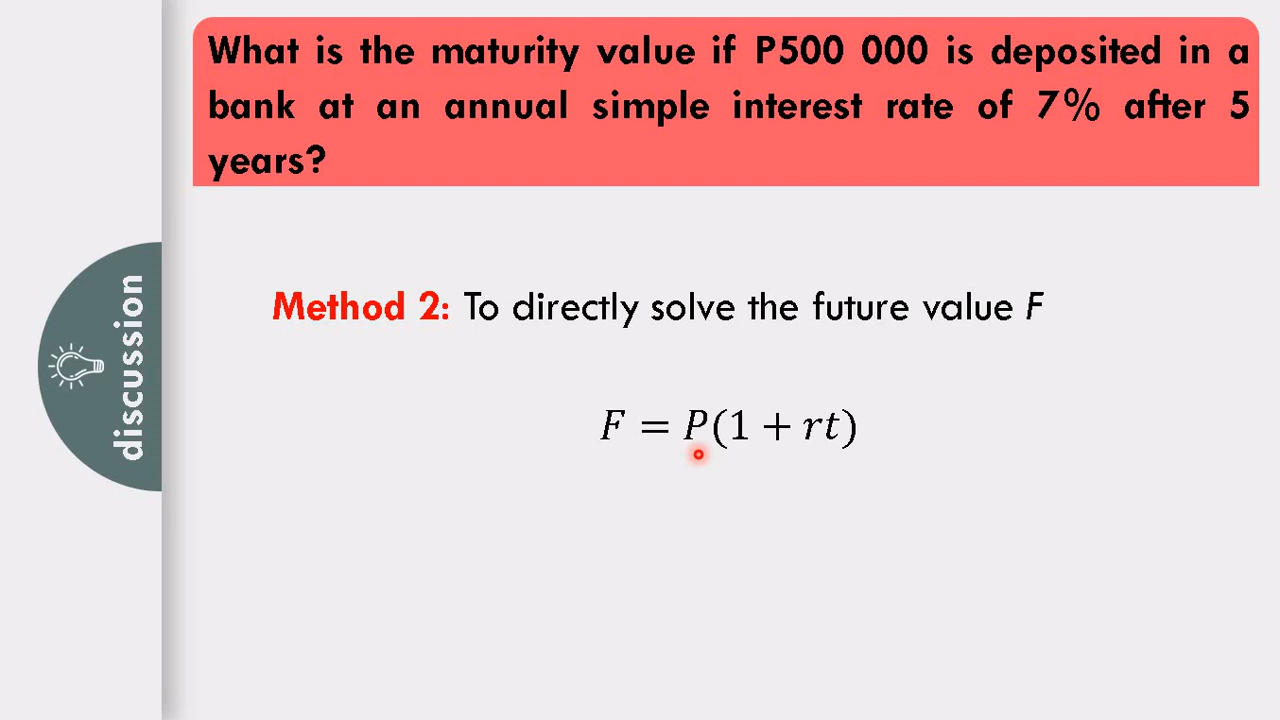 What is the maturity value if P500 000 is deposited in a
bank at an annual simple interest rate of 7% after 5
years?
discussion
Method 2: To directly solve the future value F
F = P(1 + rt)